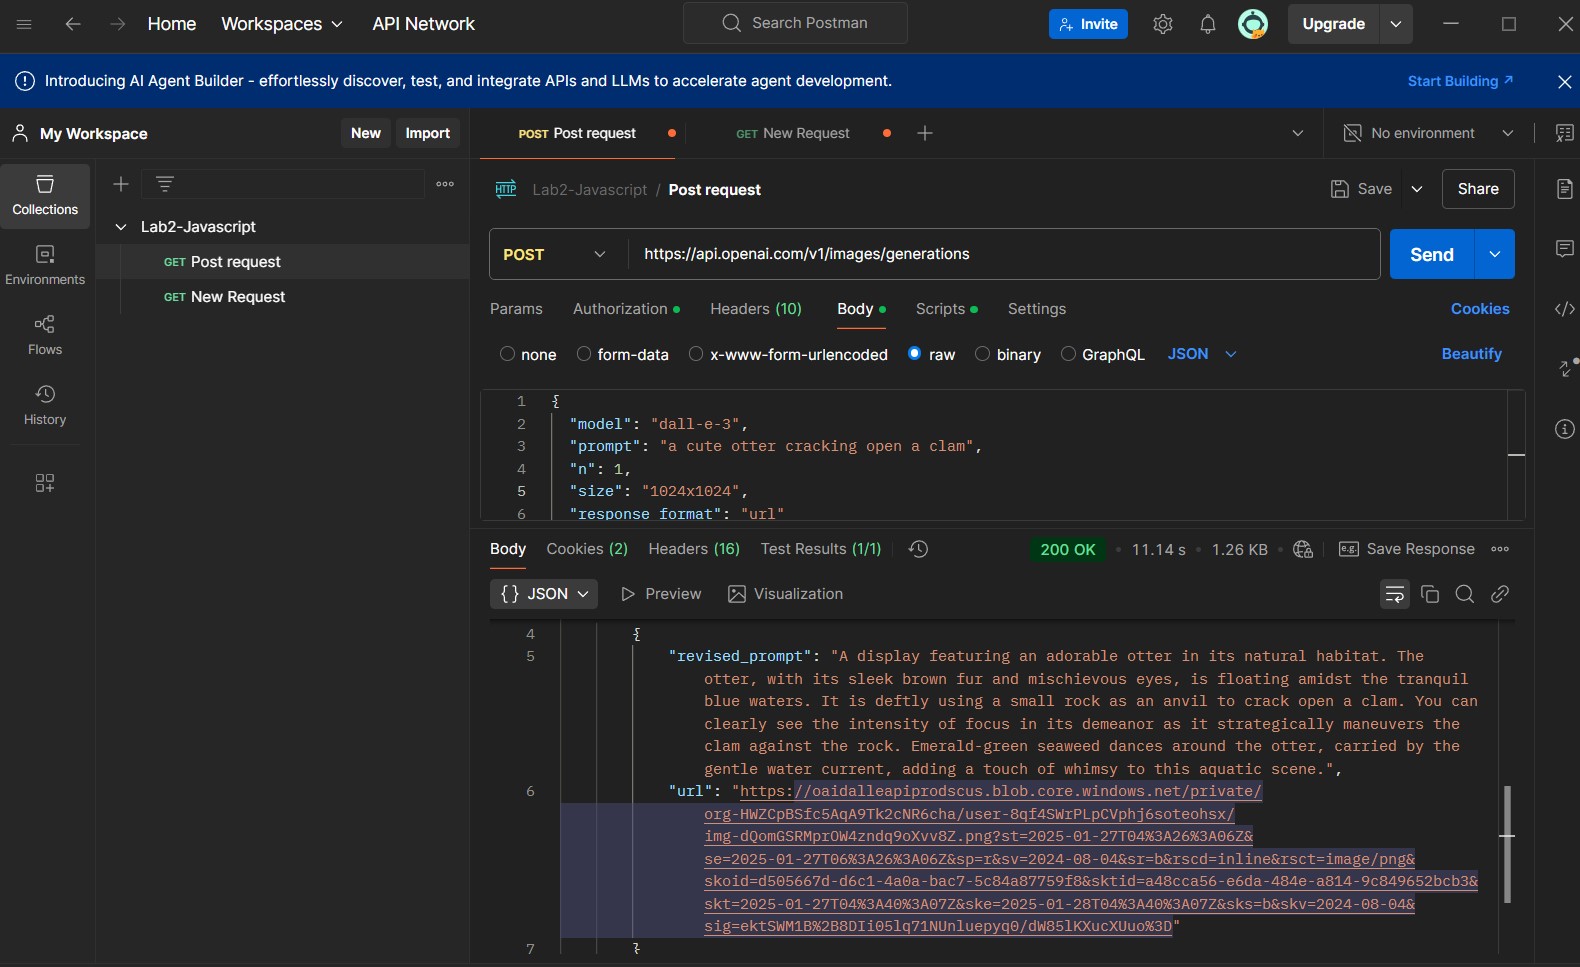 Home Workspaces API Network Search Postman Invite Upgrade
Introducing AI Agent Builder - effortlessly discover, test, and integrate APIs and LLMs to accelerate agent development. Start Building
My Workspace New Import
POST Post request GET New Request No environment
Collections
Environments
Flows
History
Lab2-Javascript
GET Post request
GET New Request
HTTP Lab2-Javascript / Post request Save Share
POST https://api.openai.com/v1/images/generations Send
Params Authorization Headers (10) Body Scripts Settings Cookies
none form-data x-www-form-urlencoded raw binary GraphQL JSON Beautify
1 {
2 "model": "dall-e-3",
3 "prompt": "a cute otter cracking open a clam",
4 "n": 1,
5 "size": "1024x1024",
6 "response_format": "url"
Body Cookies (2) Headers (16) Test Results (1/1) 200 OK • 11.14 s • 1.26 KB • e.g. Save Response
{} JSON Preview Visualization
4 {
5 "revised_prompt": "A display featuring an adorable otter in its natural habitat. The
otter, with its sleek brown fur and mischievous eyes, is floating amidst the tranquil
blue waters. It is deftly using a small rock as an anvil to crack open a clam. You can
clearly see the intensity of focus in its demeanor as it strategically maneuvers the
clam against the rock. Emerald-green seaweed dances around the otter, carried by the
gentle water current, adding a touch of whimsy to this aquatic scene.",
6 "url": "https://oaidalleapiprodscus.blob.core.windows.net/private/
org-HWZCpBSfc5AqA9Tk2cNR6cha/user-8qf4SWrPLpCVphj6soteohsx/
img-dQomGSRMprOW4zndq9oXvv8Z.png?st=2025-01-27T04%3A26%3A06Z&
se=2025-01-27T06%3A26%3A06Z&sp=r&sv=2024-08-04&sr=b&rscd=inline&rsct=image/png&
skoid=d505667d-d6c1-4a0a-bac7-5c84a87759f8&sktid=a48cca56-e6da-484e-a814-9c849652bcb3&
skt=2025-01-27T04%3A40%3A07Z&ske=2025-01-28T04%3A40%3A07Z&sks=b&skv=2024-08-04&
sig=ektSWM1B%2B8DIi05lq71NUnluepyq0/dW85lKXucXUuo%3D"
7 }